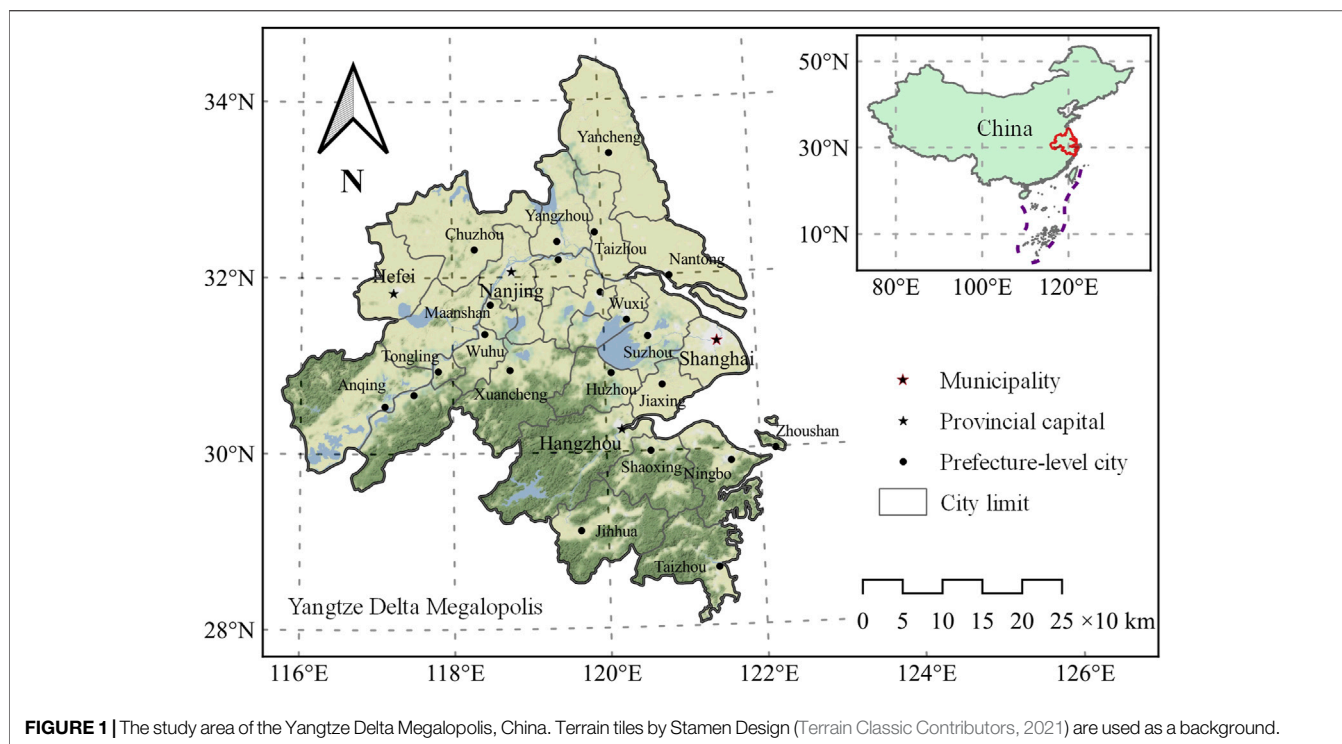 34°N
32°N
30°N
28°N
116°E
118°E
120°E
122°E
124°E
126°E
N
Yancheng
Yangzhou
Chuzhou
Taizhou
Nantong
Hefei
Nanjing
Maanshan
Wuxi
Tongling
Wuhu
Suzhou
Shanghai
Anqing
Xuancheng
Huzhou
Jiaxing
Hangzhou
Zhoushan
Shaoxing
Ningbo
Jinhua
Taizhou
Yangtze Delta Megalopolis
50°N
30°N
10°N
China
80°E
100°E
120°E
Municipality
Provincial capital
Prefecture-level city
City limit
0 5 10 15 20 25 ×10 km
FIGURE 1 | The study area of the Yangtze Delta Megalopolis, China. Terrain tiles by Stamen Design (Terrain Classic Contributors, 2021) are used as a background.